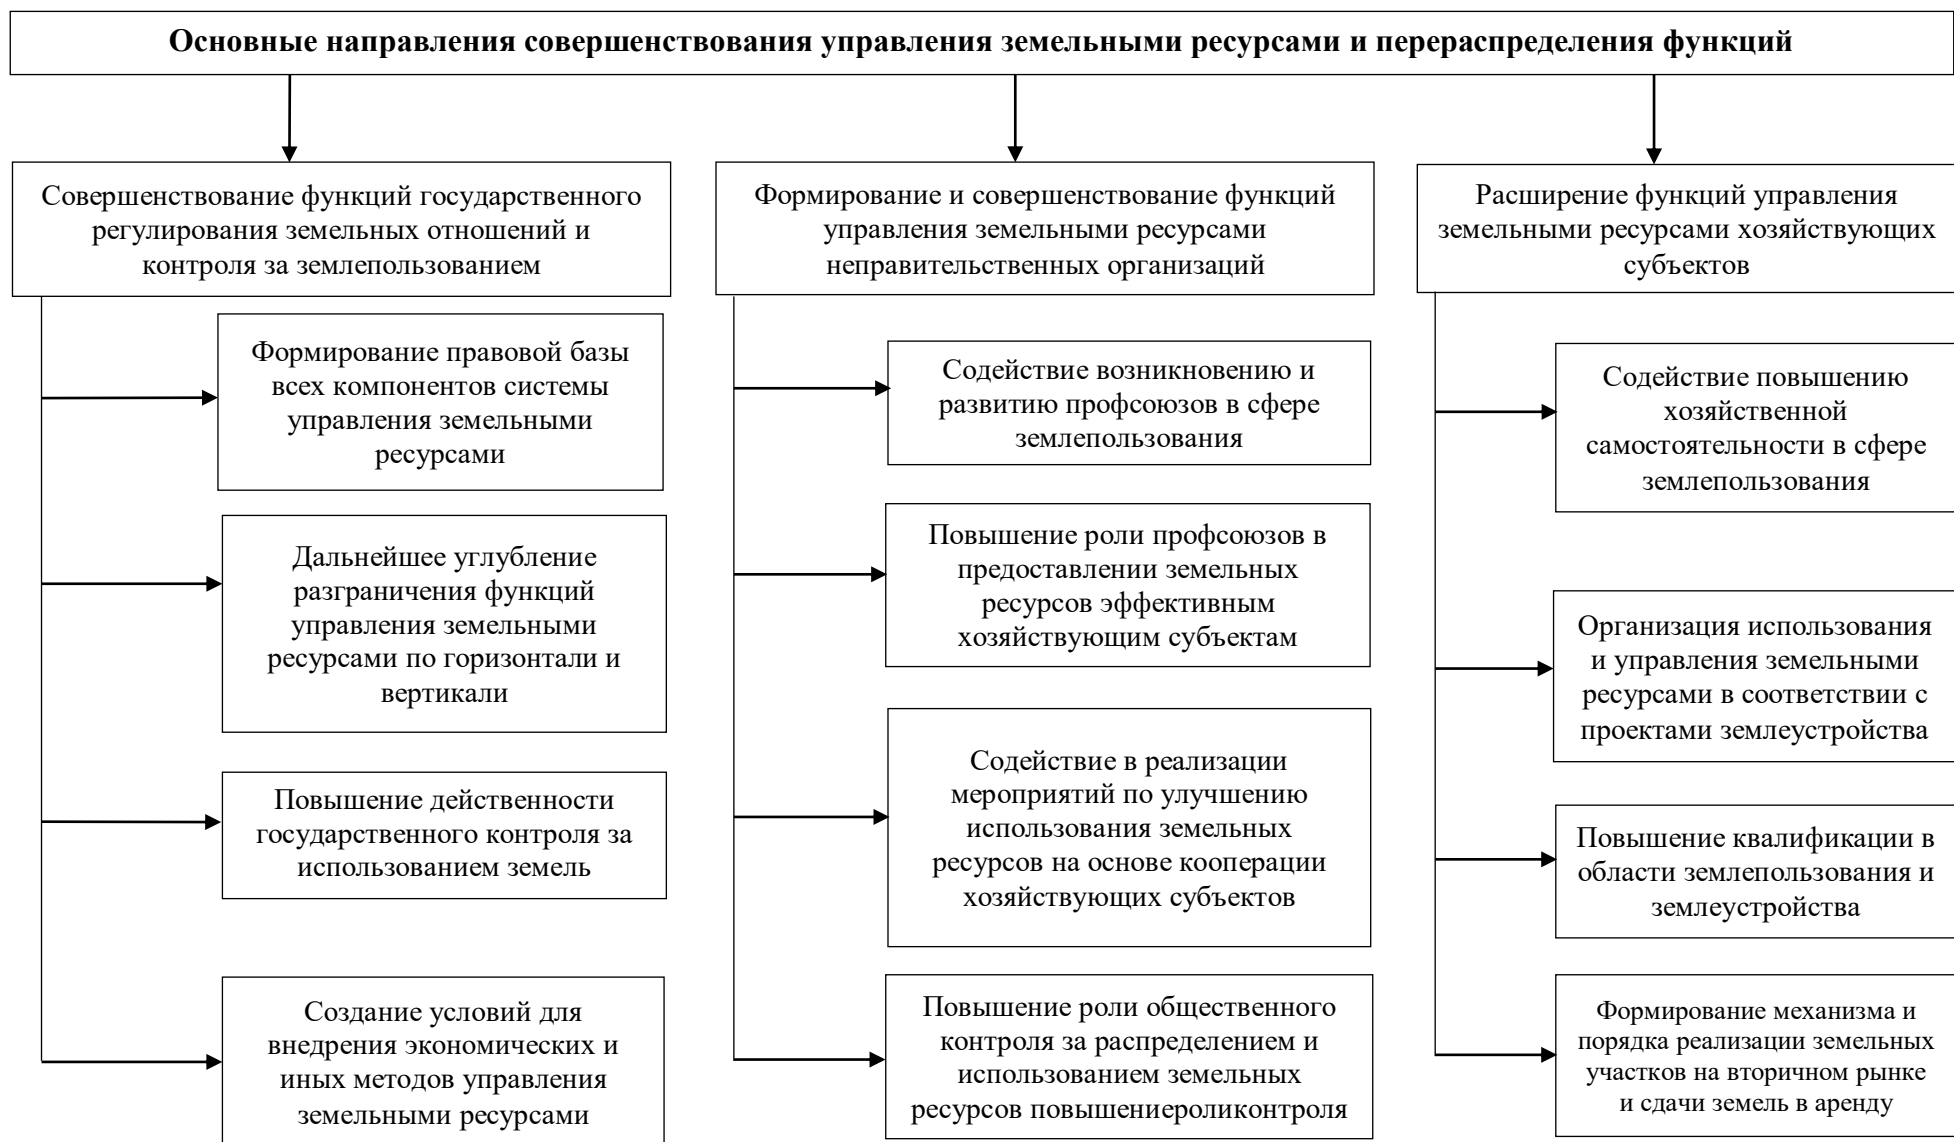 Основные направления совершенствования управления земельными ресурсами и перераспределения функций
Совершенствование функций государственного
регулирования земельных отношений и
контроля за землепользованием
Формирование правовой базы
всех компонентов системы
управления земельными
ресурсами
Дальнейшее углубление
разграничения функций
управления земельными
ресурсами по горизонтали и
вертикали
Повышение действенности
государственного контроля за
использованием земель
Создание условий для
внедрения экономических и
иных методов управления
земельными ресурсами
Формирование и совершенствование функций
управления земельными ресурсами
неправительственных организаций
Содействие возникновению и
развитию профсоюзов в сфере
землепользования
Повышение роли профсоюзов в
предоставлении земельных
ресурсов эффективным
хозяйствующим субъектам
Содействие в реализации
мероприятий по улучшению
использования земельных
ресурсов на основе кооперации
хозяйствующих субъектов
Повышение роли общественного
контроля за распределением и
использованием земельных
ресурсов повышениероликонтроля
Расширение функций управления
земельными ресурсами хозяйствующих
субъектов
Содействие повышению
хозяйственной
самостоятельности в сфере
землепользования
Организация использования
и управления земельными
ресурсами в соответствии с
проектами землеустройства
Повышение квалификации в
области землепользования и
землеустройства
Формирование механизма и
порядка реализации земельных
участков на вторичном рынке
и сдачи земель в аренду